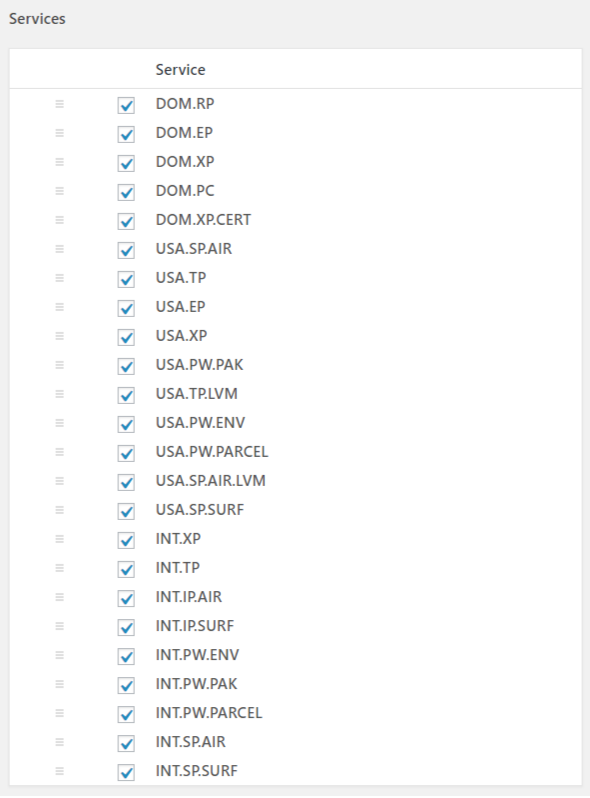 Services
Service
DOM.RP
DOM.EP
DOM.XP
DOM.PC
DOM.XP.CERT
USA.SP.AIR
USA.TP
USA.EP
USA.XP
USA.PW.PAK
USA.TP.LVM
USA.PW.ENV
USA.PW.PARCEL
USA.SP.AIR.LVM
USA.SP.SURF
INT.XP
INT.TP
INT.IP.AIR
INT.IP.SURF
INT.PW.ENV
INT.PW.PAK
INT.PW.PARCEL
INT.SP.AIR
INT.SP.SURF